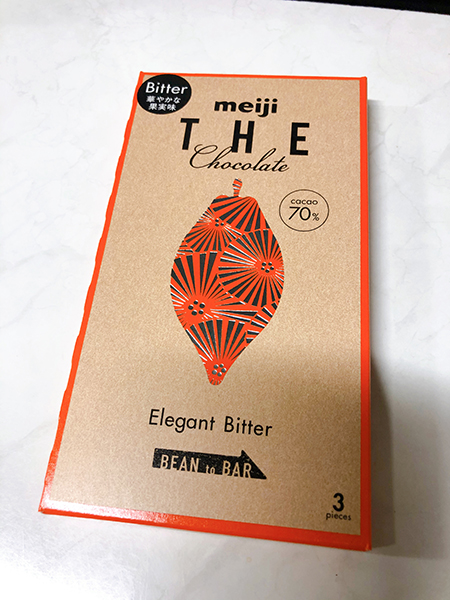 Bitter
華やかな
果実味
meiji
THE
Chocolate
cacao
70%
Elegant Bitter
BEAN to BAR
3
pieces